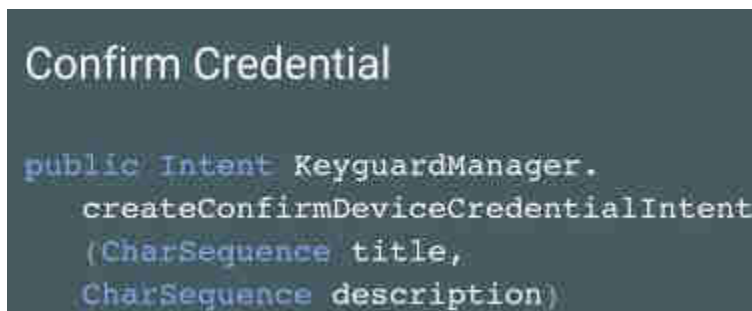 Confirm Credential
public Intent KeyguardManager.
createConfirmDeviceCredentialIntent
(CharSequence title,
CharSequence description)